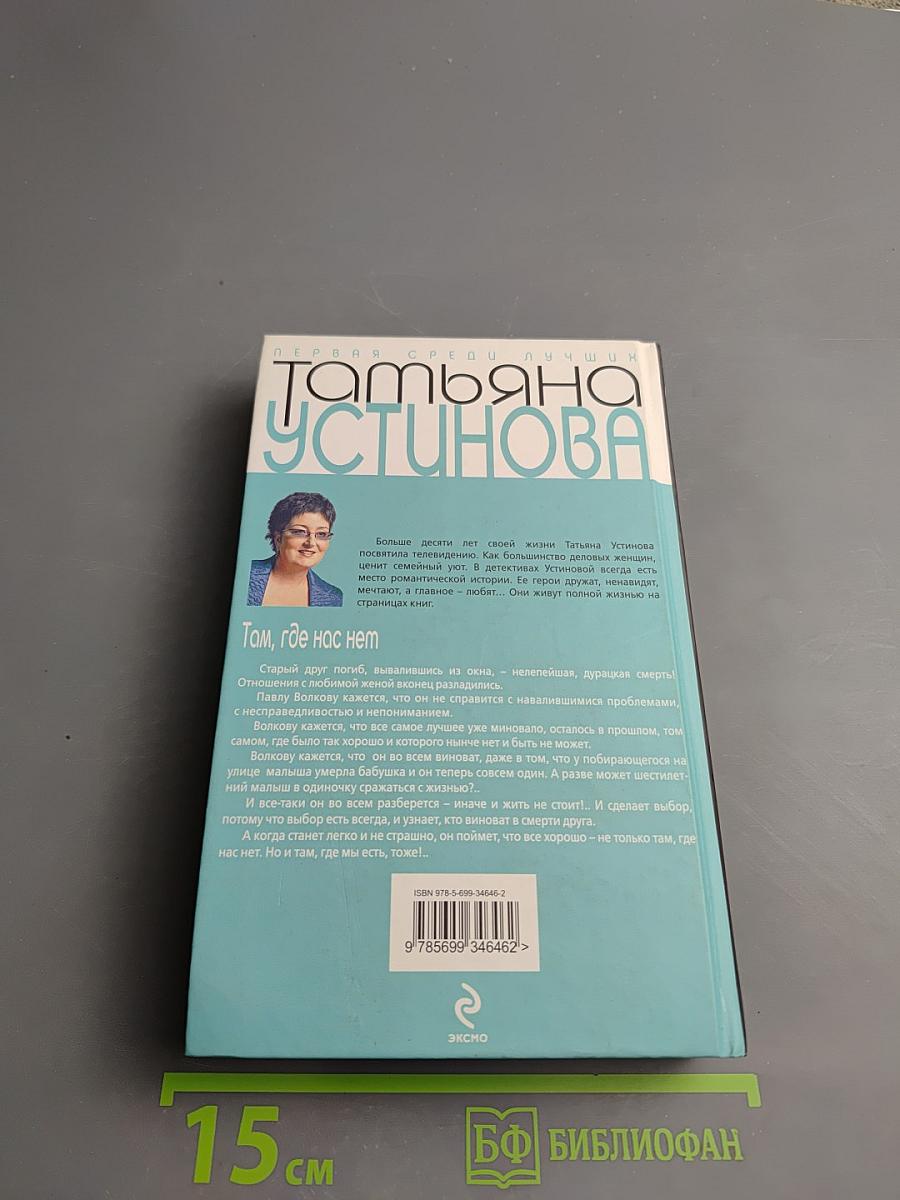 ПЕРВАЯ СРЕДИ ЛУЧШИХ
ТАТЬЯНА
УСТИНОВА
Больше десяти лет своей жизни Татьяна Устинова
посвятила телевидению. Как большинство деловых женщин,
ценит семейный уют. В детективах Устиновой всегда есть
место романтической истории. Ее герои дружат, ненавидят,
мечтают, а главное – любят... Они живут полной жизнью на
страницах книг.
Там, где нас нет
Старый друг погиб, вывалившись из окна, – нелепейшая, дурацкая смерть!
Отношения с любимой женой вконец разладились.
Павлу Волкову кажется, что он не справится с навалившимися проблемами,
с несправедливостью и непониманием.
Волкову кажется, что все самое лучшее уже миновало, осталось в прошлом, том
самом, где было так хорошо и которого нынче нет и быть не может.
Волкову кажется, что он во всем виноват, даже в том, что у побирающегося на
улице малыша умерла бабушка и он теперь совсем один. А разве может шестилет-
ний малыш в одиночку сражаться с жизнью?..
И все-таки он во всем разберется – иначе и жить не стоит!.. И сделает выбор,
потому что выбор есть всегда, и узнает, кто виноват в смерти друга.
А когда станет легко и не страшно, он поймет, что все хорошо – не только там, где
нас нет. Но и там, где мы есть, тоже!..
ISBN 978-5-699-34646-2
9 785699 346462 >
ЭКСМО
15 см
БФ БИБЛИОФАН